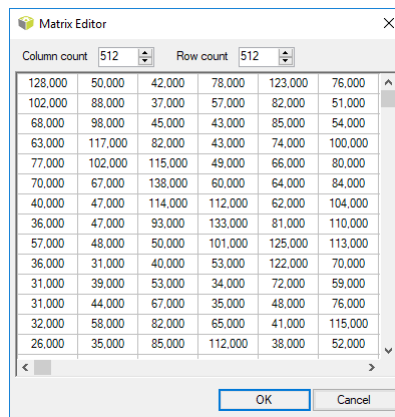 Matrix Editor
Column count 512 Row count 512
128,000 50,000 42,000 78,000 123,000 76,000
102,000 88,000 37,000 57,000 82,000 51,000
68,000 98,000 45,000 43,000 85,000 54,000
63,000 117,000 82,000 43,000 74,000 100,000
77,000 102,000 115,000 49,000 66,000 80,000
70,000 67,000 138,000 60,000 64,000 84,000
40,000 47,000 114,000 112,000 62,000 104,000
36,000 47,000 93,000 133,000 81,000 110,000
57,000 48,000 50,000 101,000 125,000 113,000
36,000 31,000 40,000 53,000 122,000 70,000
31,000 39,000 53,000 34,000 72,000 59,000
31,000 44,000 67,000 35,000 48,000 76,000
32,000 58,000 82,000 65,000 41,000 115,000
26,000 35,000 85,000 112,000 38,000 52,000
OK Cancel